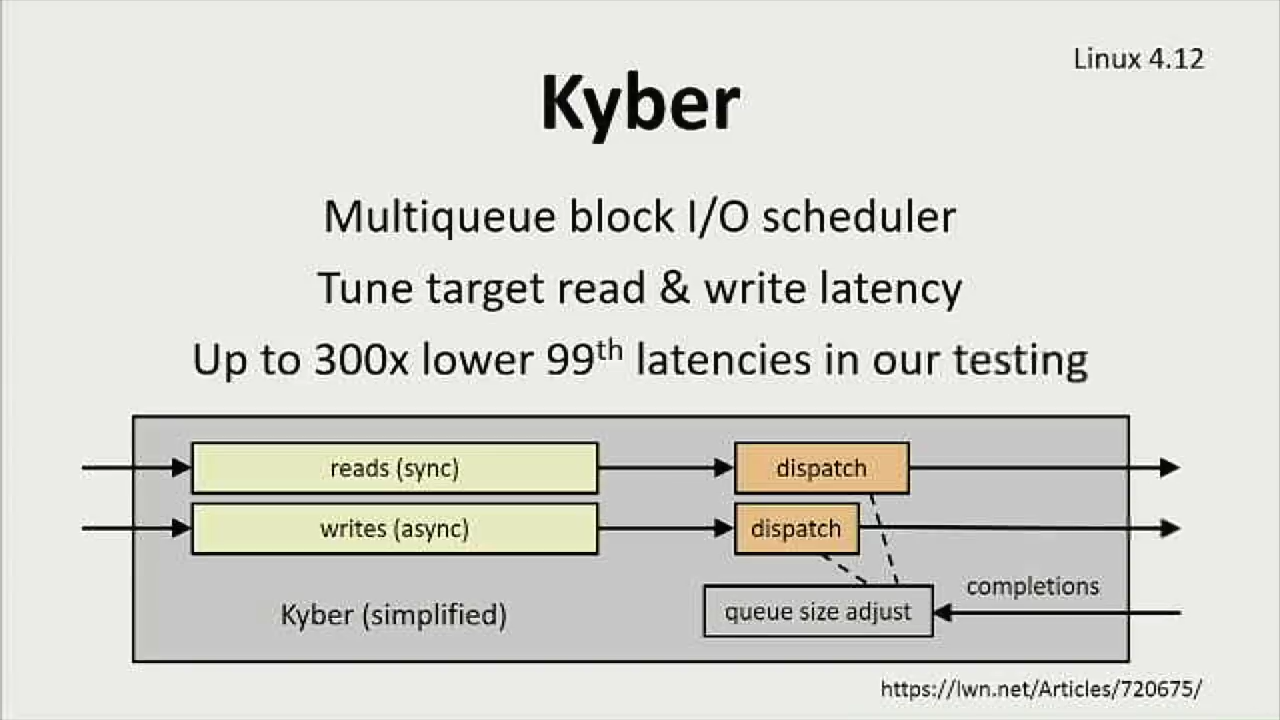 Linux 4.12
Kyber
Multiqueue block I/O scheduler
Tune target read & write latency
Up to 300x lower 99th latencies in our testing
reads (sync)
dispatch
writes (async)
dispatch
completions
Kyber (simplified)
queue size adjust
https://lwn.net/Articles/720675/